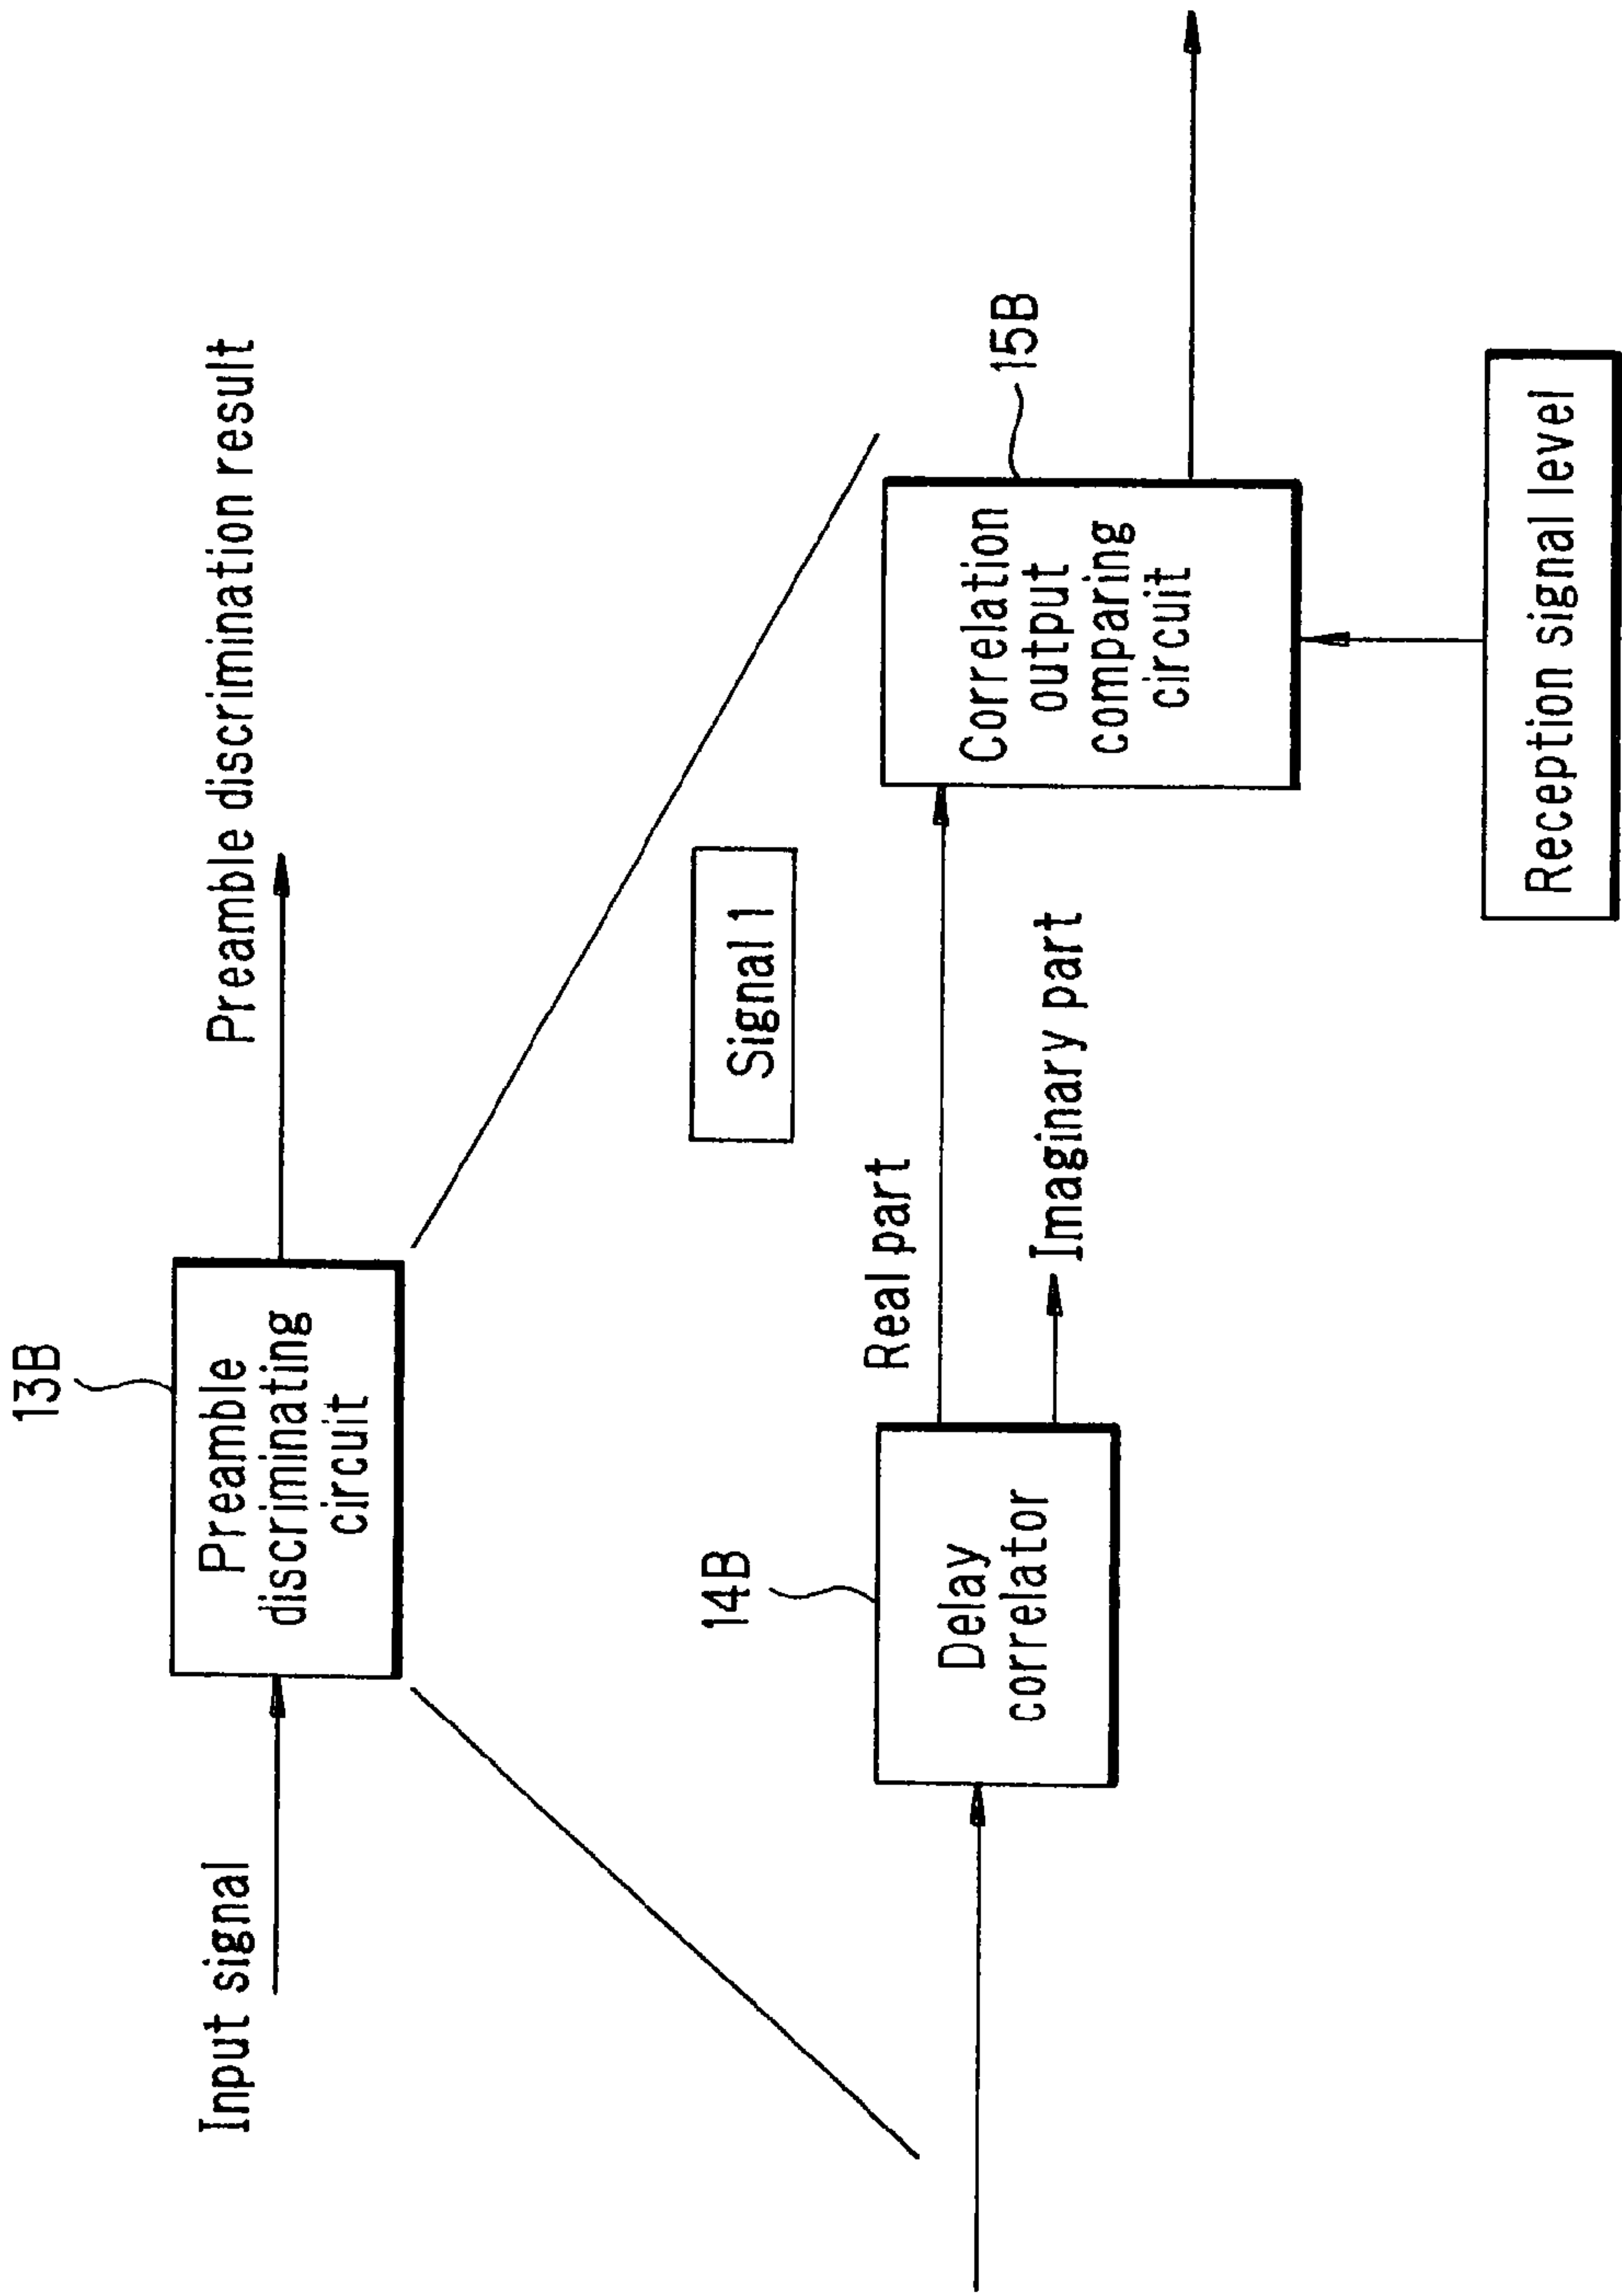 13B
Input signal
Preamble
discriminating
circuit
Preamble discrimination result
Signal 1
14B
Delay
correlator
Real part
Imaginary part
15B
Correlation
output
comparing
circuit
Reception signal level